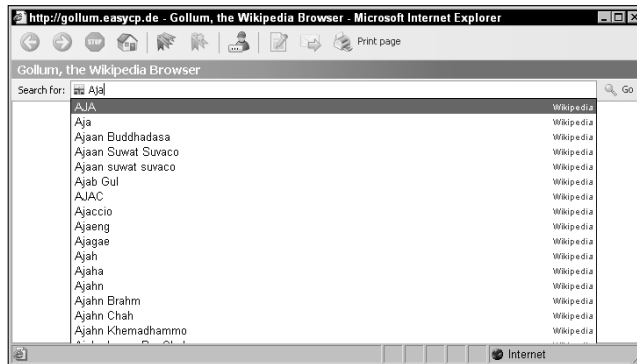 http://gollum.easycp.de - Gollum, the Wikipedia Browser - Microsoft Internet Explorer
STOP Print page
Gollum, the Wikipedia Browser
Search for: Aja Go
AJA Wikipedia
Aja Wikipedia
Ajaan Buddhadasa Wikipedia
Ajaan Suwat Suvaco Wikipedia
Ajaan suwat suvaco Wikipedia
Ajab Gul Wikipedia
AJAC Wikipedia
Ajaccio Wikipedia
Ajaeng Wikipedia
Ajagae Wikipedia
Ajah Wikipedia
Ajaha Wikipedia
Ajahn Wikipedia
Ajahn Brahm Wikipedia
Ajahn Chah Wikipedia
Ajahn Khemadhammo Wikipedia
Internet